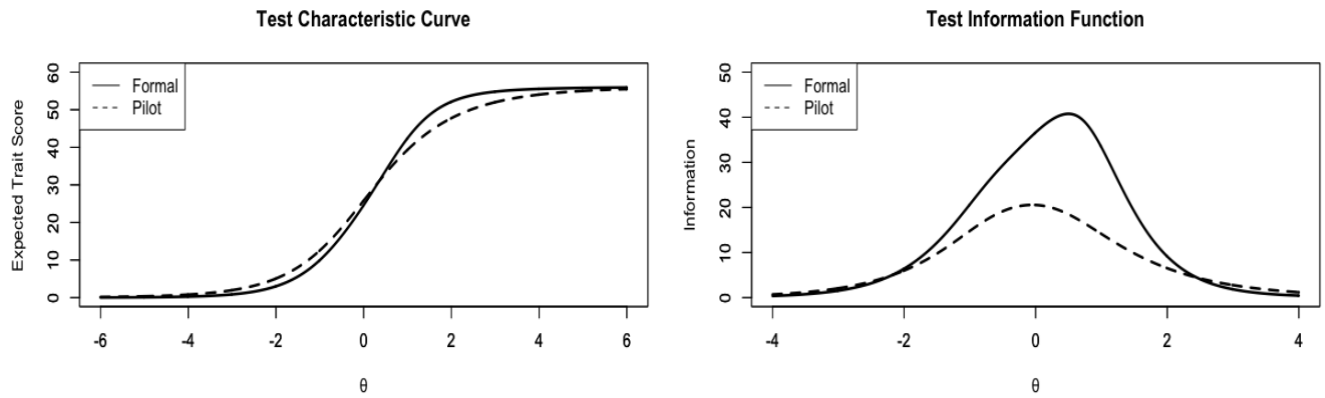 Test Characteristic Curve
Expected Trait Score
60
50
40
30
20
10
0
Formal
Pilot
-6
-4
-2
0
2
4
6
θ
Test Information Function
Information
50
40
30
20
10
0
Formal
Pilot
-4
-2
0
2
4
θ